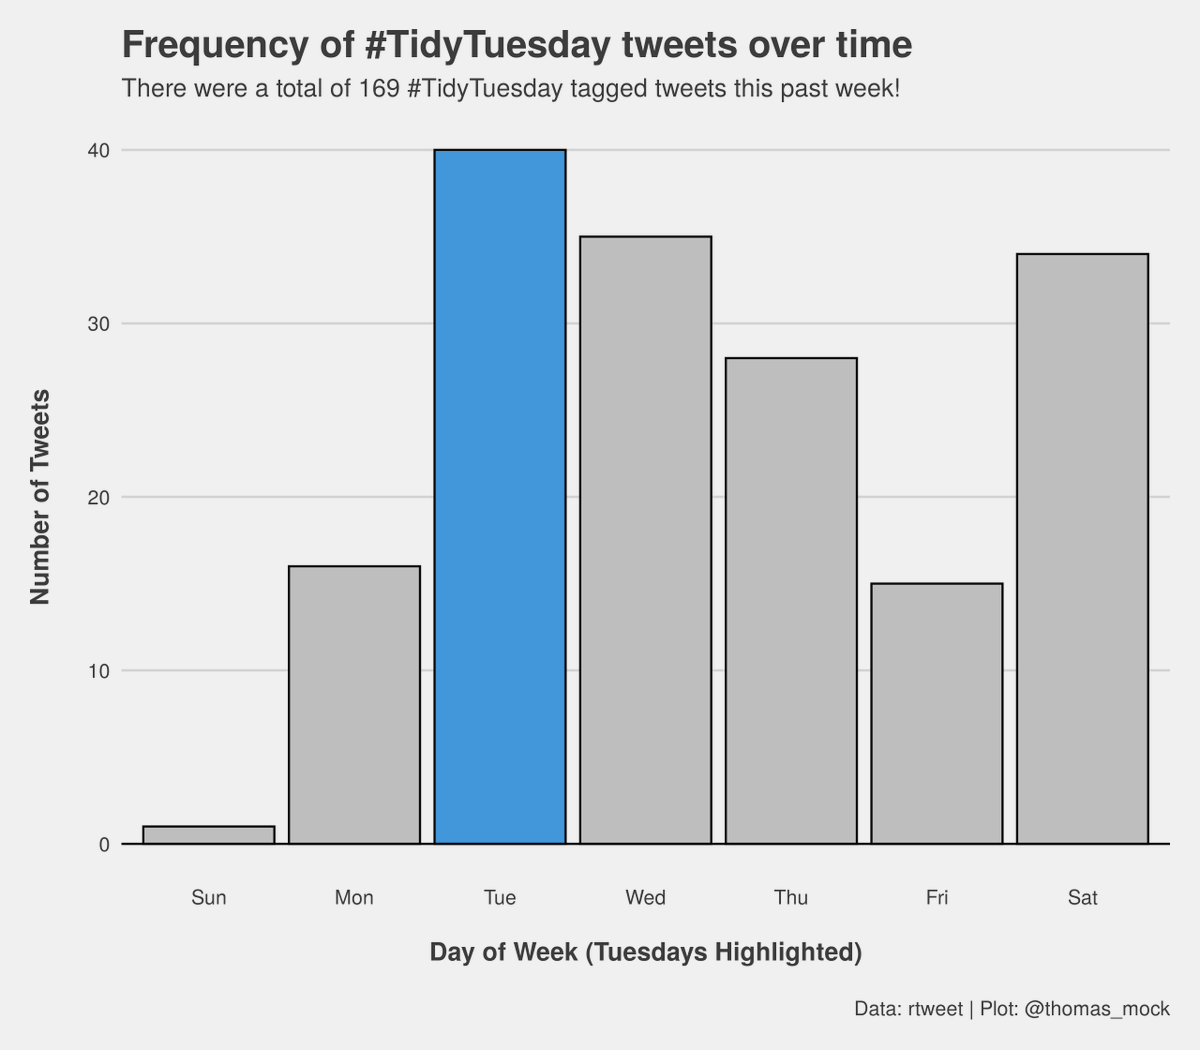 Frequency of #TidyTuesday tweets over time
There were a total of 169 #TidyTuesday tagged tweets this past week!
40
30
20
10
0
Number of Tweets
Sun Mon Tue Wed Thu Fri Sat
Day of Week (Tuesdays Highlighted)
Data: rtweet | Plot: @thomas_mock